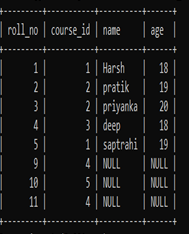 +---------+-----------+----------+------+
| roll_no | course_id | name     | age  |
+---------+-----------+----------+------+
| 1 | 1 | Harsh | 18 |
| 2 | 2 | pratik | 19 |
| 3 | 2 | priyanka | 20 |
| 4 | 3 | deep | 18 |
| 5 | 1 | saptrahi | 19 |
| 9 | 4 | NULL | NULL |
| 10 | 5 | NULL | NULL |
| 11 | 4 | NULL | NULL |
+---------+-----------+----------+------+